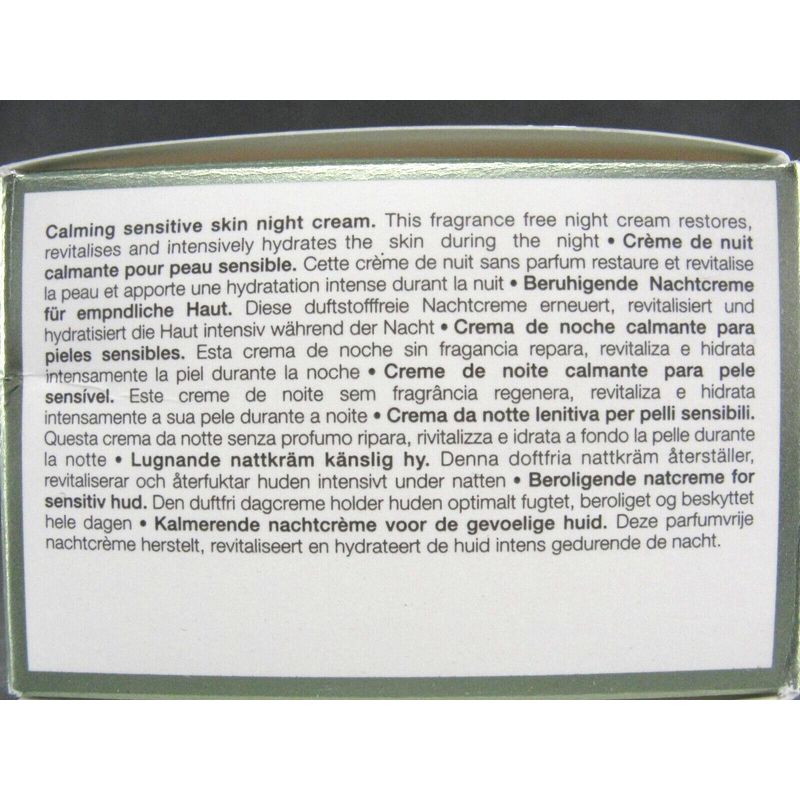 Calming sensitive skin night cream. This fragrance free night cream restores,
revitalises and intensively hydrates the skin during the night • Crème de nuit
calmante pour peau sensible. Cette crème de nuit sans parfum restaure et revitalise
la peau et apporte une hydratation intense durant la nuit • Beruhigende Nachtcreme
für empndliche Haut. Diese duftstofffreie Nachtcreme erneuert, revitalisiert und
hydratisiert die Haut intensiv während der Nacht • Crema de noche calmante para
pieles sensibles. Esta crema de noche sin fragancia repara, revitaliza e hidrata
intensamente la piel durante la noche • Creme de noite calmante para pele
sensível. Este creme de noite sem fragrância regenera, revitaliza e hidrata
intensamente a sua pele durante a noite • Crema da notte lenitiva per pelli sensibili.
Questa crema da notte senza profumo ripara, rivitalizza e idrata a fondo la pelle durante
la notte • Lugnande nattkräm känslig hy. Denna doftfria nattkräm återställer,
revitaliserar och återfuktar huden intensivt under natten • Beroligende natcreme for
sensitiv hud. Den duftfri dagcreme holder huden optimalt fugtet, beroliget og beskyttet
hele dagen • Kalmerende nachtcrème voor de gevoelige huid. Deze parfumvrije
nachtcrème herstelt, revitaliseert en hydrateert de huid intens gedurende de nacht.